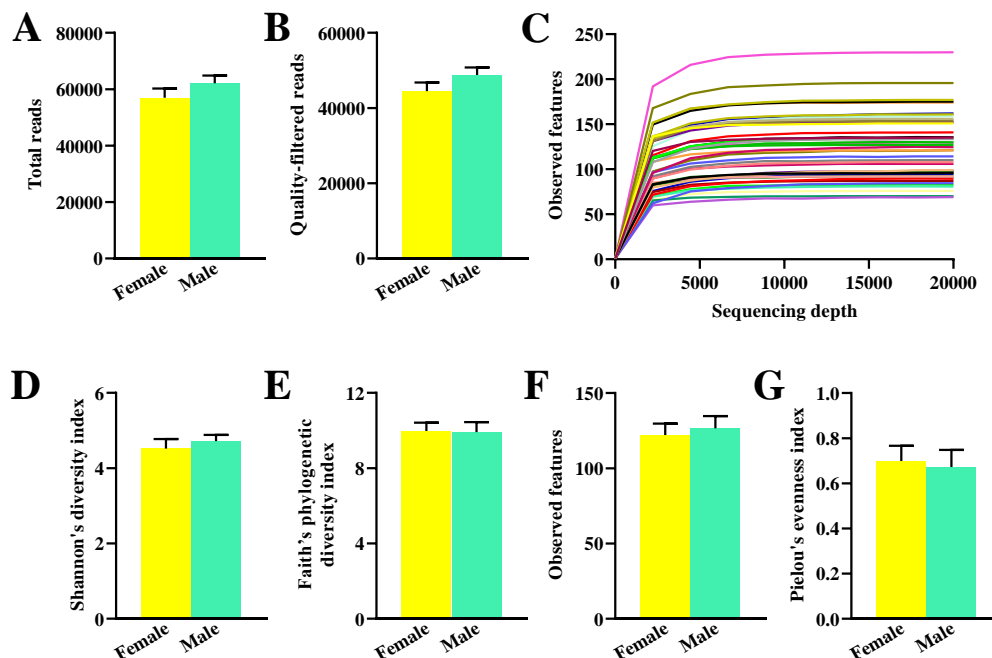 A
Total reads
80000
60000
40000
20000
0
Female
Male
B
Quality-filtered reads
60000
40000
20000
0
Female
Male
C
Observed features
250
200
150
100
50
0
0
5000
10000
15000
20000
Sequencing depth
D
Shannon's diversity index
6
4
2
0
Female
Male
E
Faith's phylogenetic
diversity index
12
9
6
3
0
Female
Male
F
Observed features
150
100
50
0
Female
Male
G
Pielou's evenness index
1.0
0.8
0.6
0.4
0.2
0.0
Female
Male